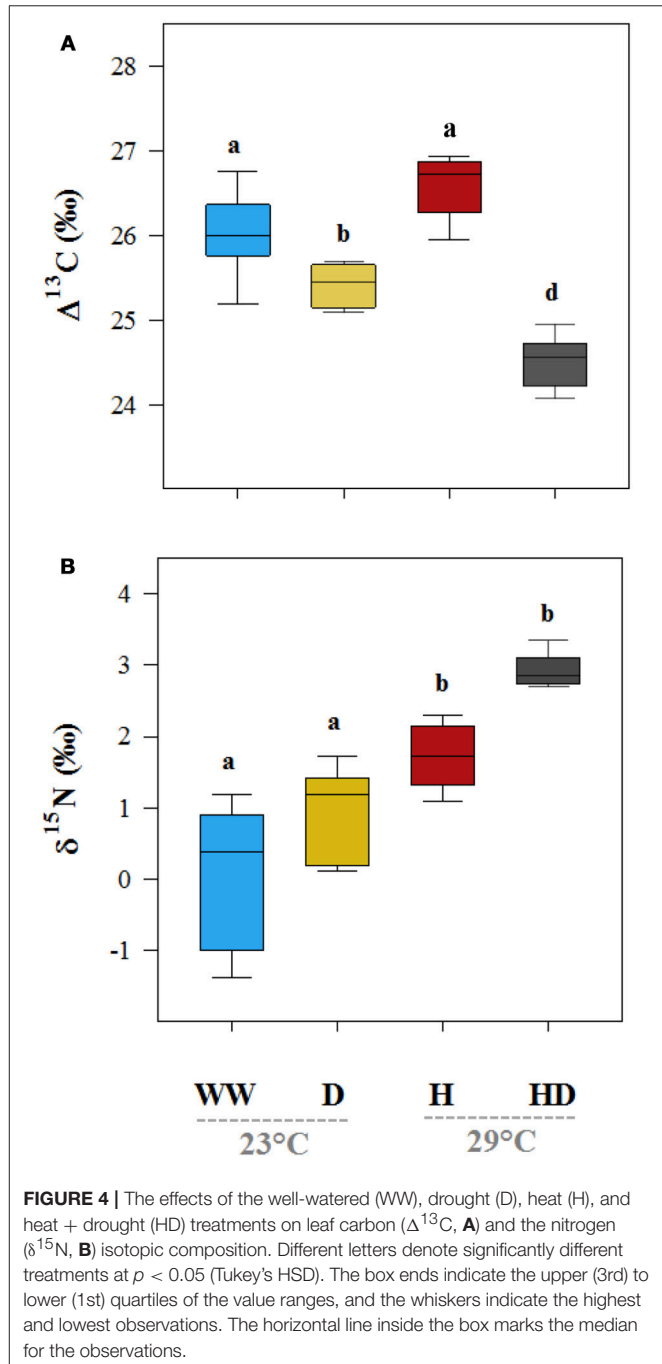 A
Δ¹³C (‰)
28
27
26
25
24
a
b
a
d
B
δ¹⁵N (‰)
4
3
2
1
0
-1
a
a
b
b
WW D H HD
23°C 29°C
FIGURE 4 | The effects of the well-watered (WW), drought (D), heat (H), and
heat + drought (HD) treatments on leaf carbon (Δ¹³C, A) and the nitrogen
(δ¹⁵N, B) isotopic composition. Different letters denote significantly different
treatments at p < 0.05 (Tukey's HSD). The box ends indicate the upper (3rd) to
lower (1st) quartiles of the value ranges, and the whiskers indicate the highest
and lowest observations. The horizontal line inside the box marks the median
for the observations.